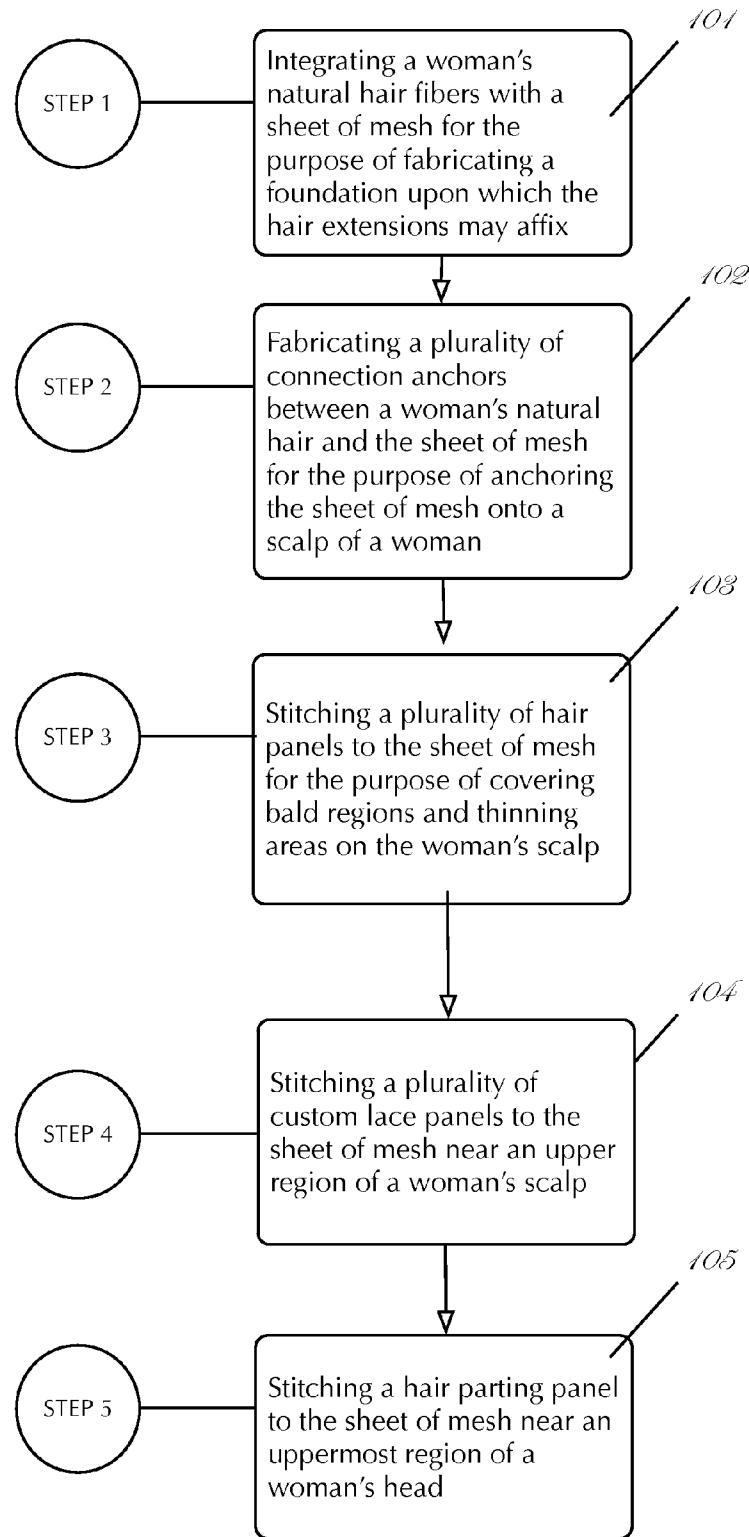 101
STEP 1
Integrating a woman's
natural hair fibers with a
sheet of mesh for the
purpose of fabricating a
foundation upon which the
hair extensions may affix
102
STEP 2
Fabricating a plurality of
connection anchors
between a woman's natural
hair and the sheet of mesh
for the purpose of anchoring
the sheet of mesh onto a
scalp of a woman
103
STEP 3
Stitching a plurality of hair
panels to the sheet of mesh
for the purpose of covering
bald regions and thinning
areas on the woman's scalp
104
STEP 4
Stitching a plurality of
custom lace panels to the
sheet of mesh near an upper
region of a woman's scalp
105
STEP 5
Stitching a hair parting panel
to the sheet of mesh near an
uppermost region of a
woman's head